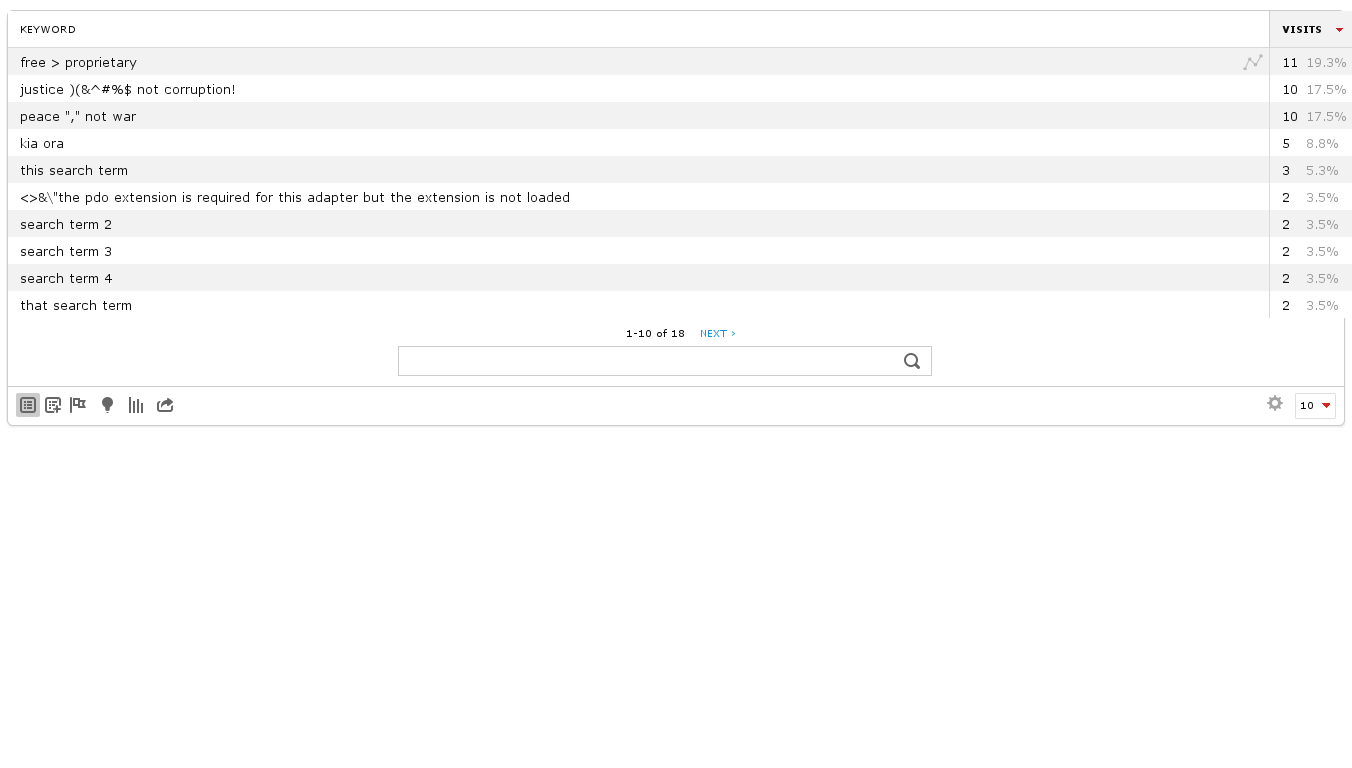 KEYWORD VISITS
free > proprietary 11 19.3%
justice )(&^#%$ not corruption! 10 17.5%
peace "," not war 10 17.5%
kia ora 5 8.8%
this search term 3 5.3%
<>&\"the pdo extension is required for this adapter but the extension is not loaded 2 3.5%
search term 2 2 3.5%
search term 3 2 3.5%
search term 4 2 3.5%
that search term 2 3.5%
1-10 of 18 NEXT ›
10